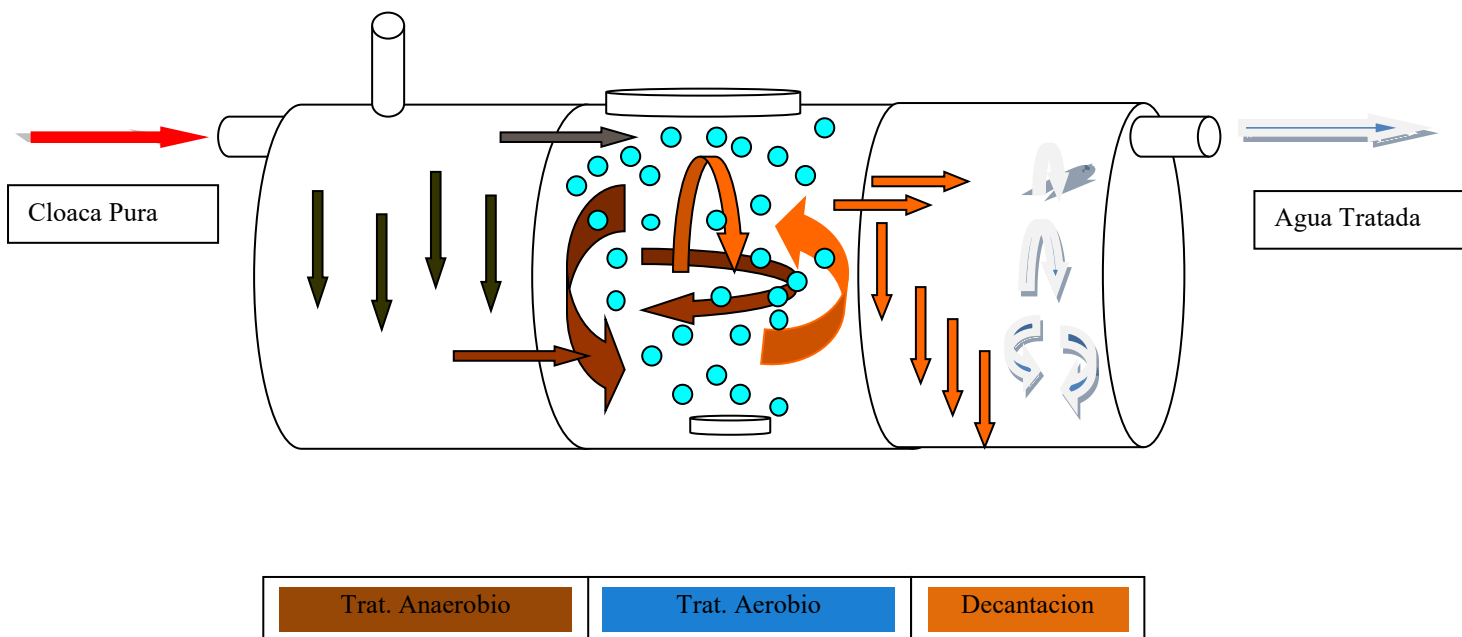 Cloaca Pura
Agua Tratada
Trat. Anaerobio
Trat. Aerobio
Decantacion